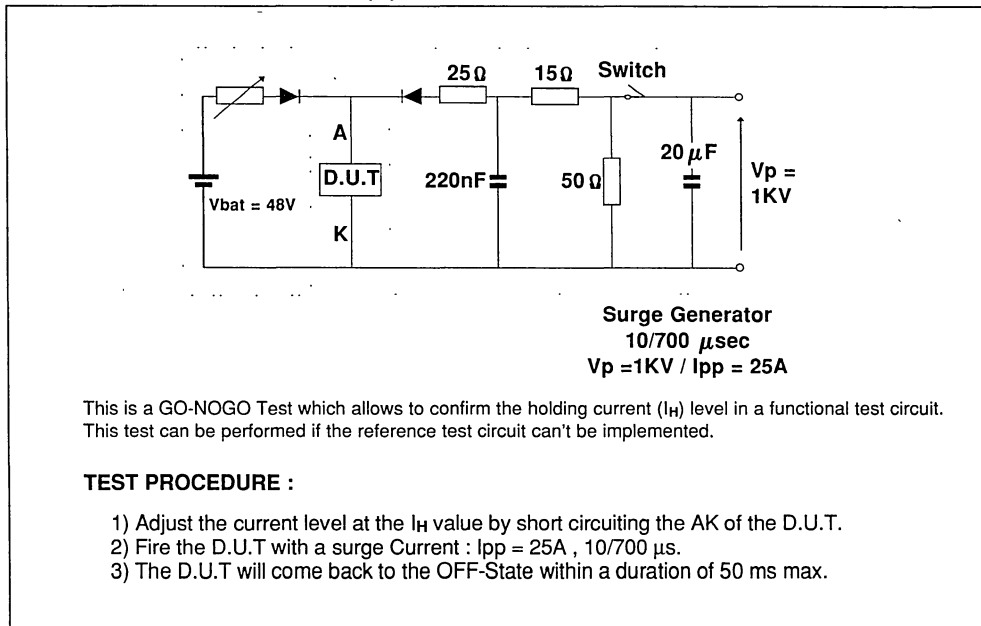 25Ω 15Ω Switch
A
D.U.T
220nF
50Ω
20μF
Vp =
1KV
Vbat = 48V
K
Surge Generator
10/700 μsec
Vp =1KV / Ipp = 25A
This is a GO-NOGO Test which allows to confirm the holding current (IH) level in a functional test circuit.
This test can be performed if the reference test circuit can't be implemented.
TEST PROCEDURE :
1) Adjust the current level at the IH value by short circuiting the AK of the D.U.T.
2) Fire the D.U.T with a surge Current : Ipp = 25A , 10/700 μs.
3) The D.U.T will come back to the OFF-State within a duration of 50 ms max.